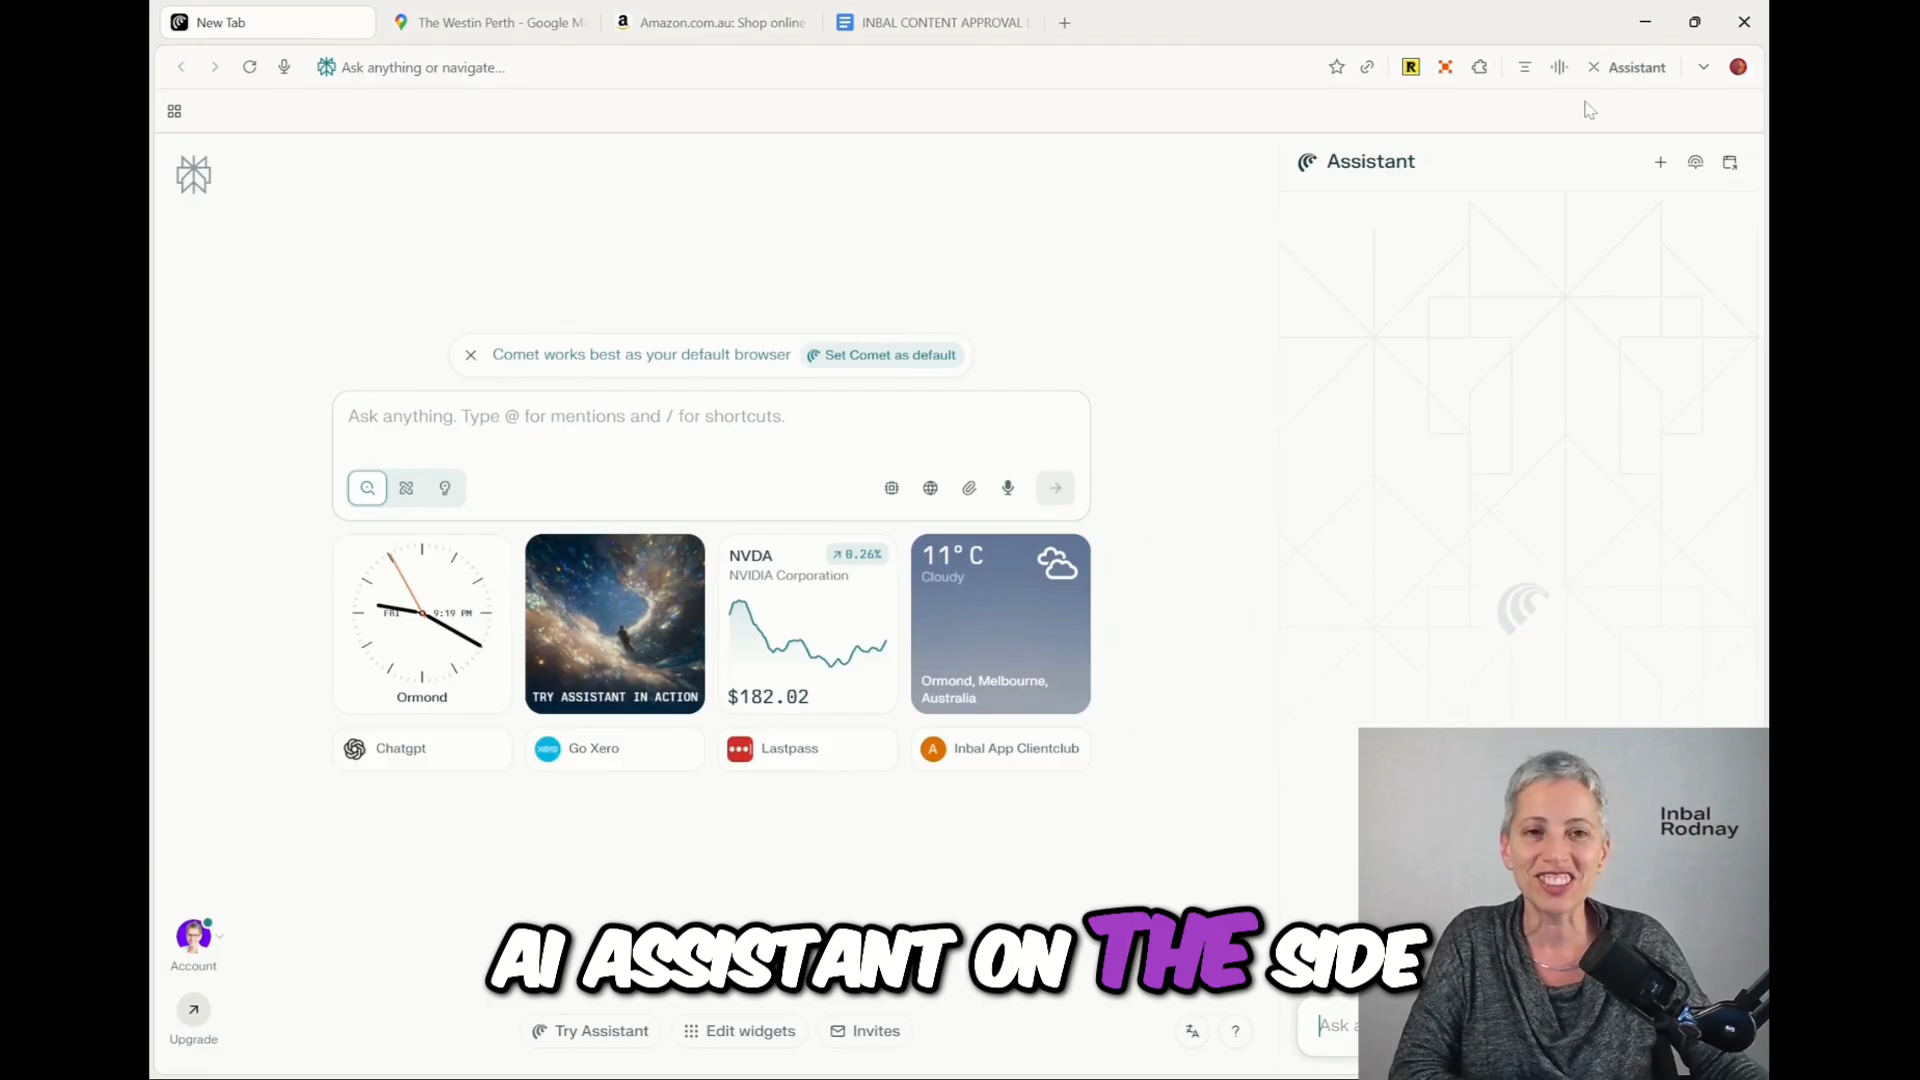 New Tab
The Westin Perth - Google M
Amazon.com.au: Shop online
INBAL CONTENT APPROVAL
Ask anything or navigate...
R
Assistant
Assistant
Comet works best as your default browser
Set Comet as default
Ask anything. Type @ for mentions and / for shortcuts.
FRI 9:19 PM
Ormond
TRY ASSISTANT IN ACTION
NVDA
0.26%
NVIDIA Corporation
$182.02
11° C
Cloudy
Ormond, Melbourne,
Australia
Chatgpt
xero
Go Xero
Lastpass
A
Inbal App Clientclub
Inbal
Rodnay
AI ASSISTANT ON THE SIDE
Account
Upgrade
Try Assistant
Edit widgets
Invites
?
Ask a